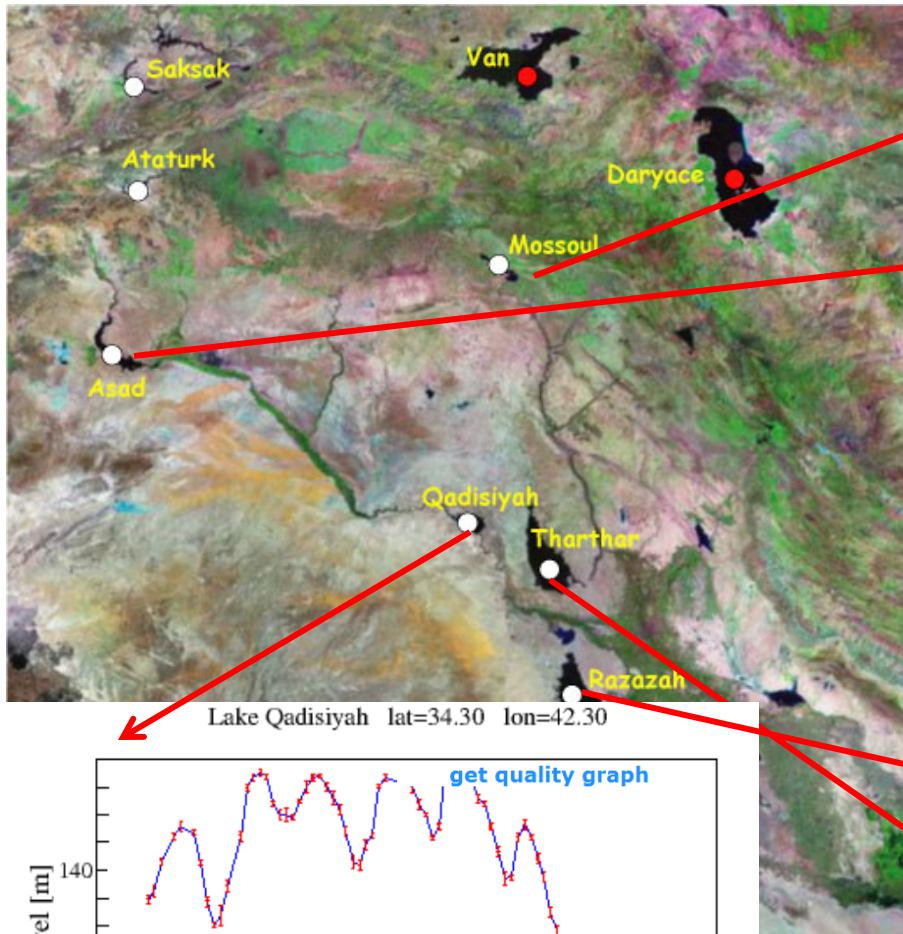 Saksak
Van
Ataturk
Daryace
Mossoul
Asad
Qadisiyah
Tharthar
Razazah
Lake Qadisiyah lat=34.30 lon=42.30
get quality graph
140
[m]